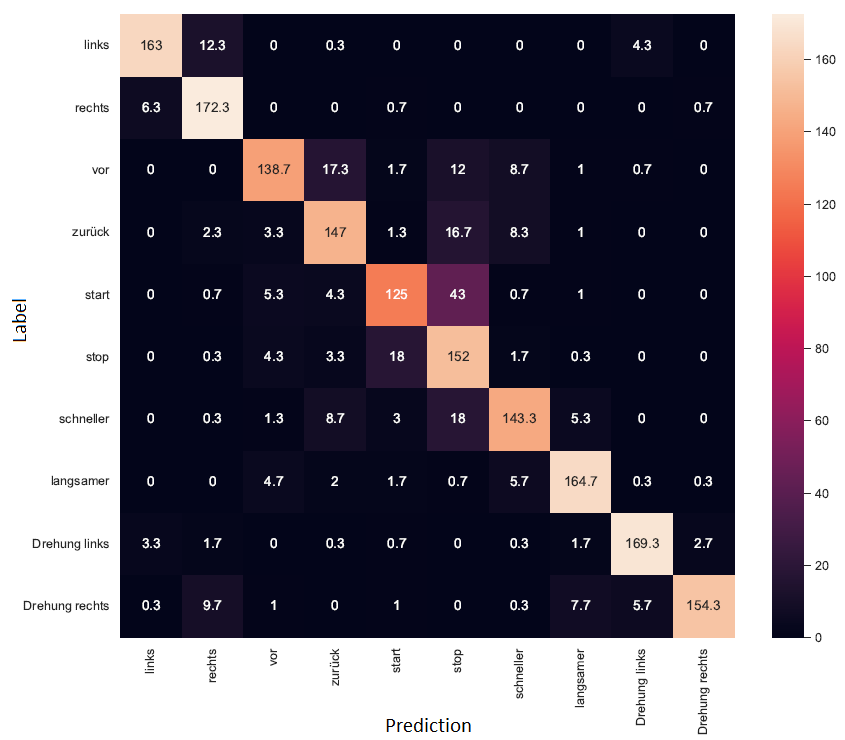 links 163 12.3 0 0.3 0 0 0 0 4.3 0
rechts 6.3 172.3 0 0 0.7 0 0 0 0 0.7
vor 0 0 138.7 17.3 1.7 12 8.7 1 0.7 0
zurück 0 2.3 3.3 147 1.3 16.7 8.3 1 0 0
start 0 0.7 5.3 4.3 125 43 0.7 1 0 0
stop 0 0.3 4.3 3.3 18 152 1.7 0.3 0 0
schneller 0 0.3 1.3 8.7 3 18 143.3 5.3 0 0
langsamer 0 0 4.7 2 1.7 0.7 5.7 164.7 0.3 0.3
Drehung links 3.3 1.7 0 0.3 0.7 0 0.3 1.7 169.3 2.7
Drehung rechts 0.3 9.7 1 0 1 0 0.3 7.7 5.7 154.3
Label
links rechts vor zurück start stop schneller langsamer Drehung links Drehung rechts
Prediction
160
140
120
100
80
60
40
20
0